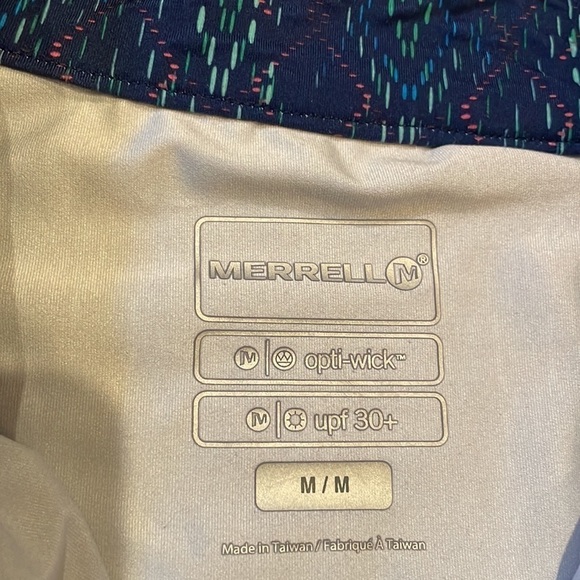 MERRELL M®
M opti-wick™
M upf 30+
M / M
Made in Taiwan / Fabriqué À Taiwan